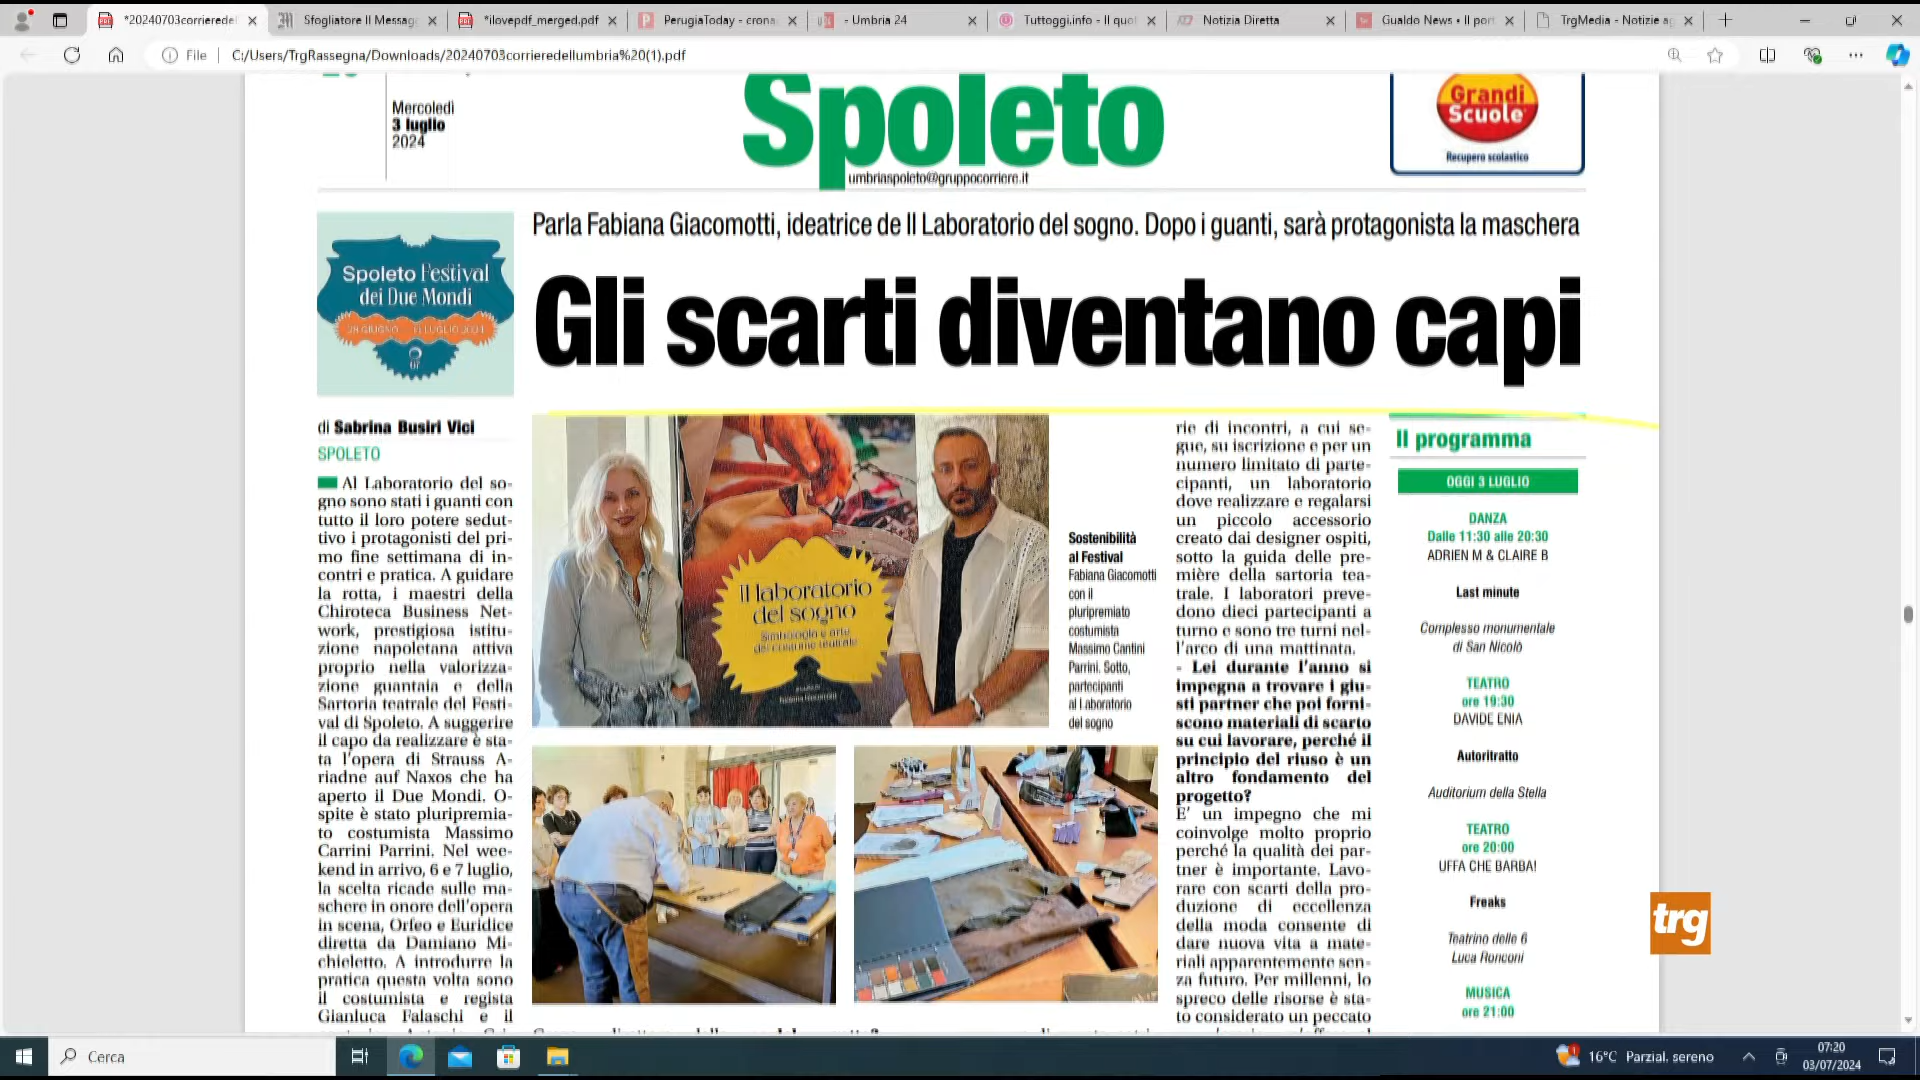 *20240703corrierede
Sfogliatore Il Messag
*ilovepdf_merged.pdf
PerugiaToday - crona
- Umbria 24
Tuttoggi.info - Il quo
Notizia Diretta
Gualdo News • Il por
TrgMedia - Notizie a
File
C:/Users/TrgRassegna/Downloads/20240703corrieredellumbria%20(1).pdf
Mercoledì
3 luglio
2024
Spoleto
umbriaspoleto@gruppocorriere.it
Grandi
Scuole
Recupero scolastico
Parla Fabiana Giacomotti, ideatrice de Il Laboratorio del sogno. Dopo i guanti, sarà protagonista la maschera
Spoleto Festival
dei Due Mondi
28 GIUGNO 11 LUGLIO 2024
67
Gli scarti diventano capi
di Sabrina Busiri Vici
SPOLETO
Al Laboratorio del so-
gno sono stati i guanti con
tutto il loro potere sedut-
tivo i protagonisti del pri-
mo fine settimana di in-
contri e pratica. A guidare
la rotta, i maestri della
Chiroteca Business Net-
work, prestigiosa istitu-
zione napoletana attiva
proprio nella valorizza-
zione guantaia e della
Sartoria teatrale del Festi-
val di Spoleto. A suggerire
il capo da realizzare è sta-
ta l'opera di Strauss A-
riadne auf Naxos che ha
aperto il Due Mondi. O-
spite è stato pluripremia-
to costumista Massimo
Carrini Parrini. Nel wee-
kend in arrivo, 6 e 7 luglio,
la scelta ricade sulle ma-
schere in onore dell'opera
in scena, Orfeo e Euridice
diretta da Damiano Mi-
chieletto. A introdurre la
pratica questa volta sono
il costumista e regista
Gianluca Falaschi e il
Il laboratorio
del sogno
Simbologia e arte
del costume teatrale
Sostenibilità
al Festival
Fabiana Giacomotti
con il
pluripremiato
costumista
Massimo Cantini
Parrini. Sotto,
partecipanti
al Laboratorio
del sogno
rie di incontri, a cui se-
gue, su iscrizione e per un
numero limitato di parte-
cipanti, un laboratorio
dove realizzare e regalarsi
un piccolo accessorio
creato dai designer ospiti,
sotto la guida delle pre-
mière della sartoria tea-
trale. I laboratori preve-
dono dieci partecipanti a
turno e sono tre turni nel-
l'arco di una mattinata.
- Lei durante l'anno si
impegna a trovare i giu-
sti partner che poi forni-
scono materiali di scarto
su cui lavorare, perché il
principio del riuso è un
altro fondamento del
progetto?
E' un impegno che mi
coinvolge molto proprio
perché la qualità dei par-
tner è importante. Lavo-
rare con scarti della pro-
duzione di eccellenza
della moda consente di
dare nuova vita a mate-
riali apparentemente sen-
za futuro. Per millenni, lo
spreco delle risorse è sta-
to considerato un peccato
Il programma
OGGI 3 LUGLIO
DANZA
Dalle 11:30 alle 20:30
ADRIEN M & CLAIRE B
Last minute
Complesso monumentale
di San Nicolò
TEATRO
ore 19:30
DAVIDE ENIA
Autoritratto
Auditorium della Stella
TEATRO
ore 20:00
UFFA CHE BARBA!
Freaks
Teatrino delle 6
Luca Ronconi
MUSICA
ore 21:00
trg
Cerca
16°C Parzial. sereno
07:20
03/07/2024